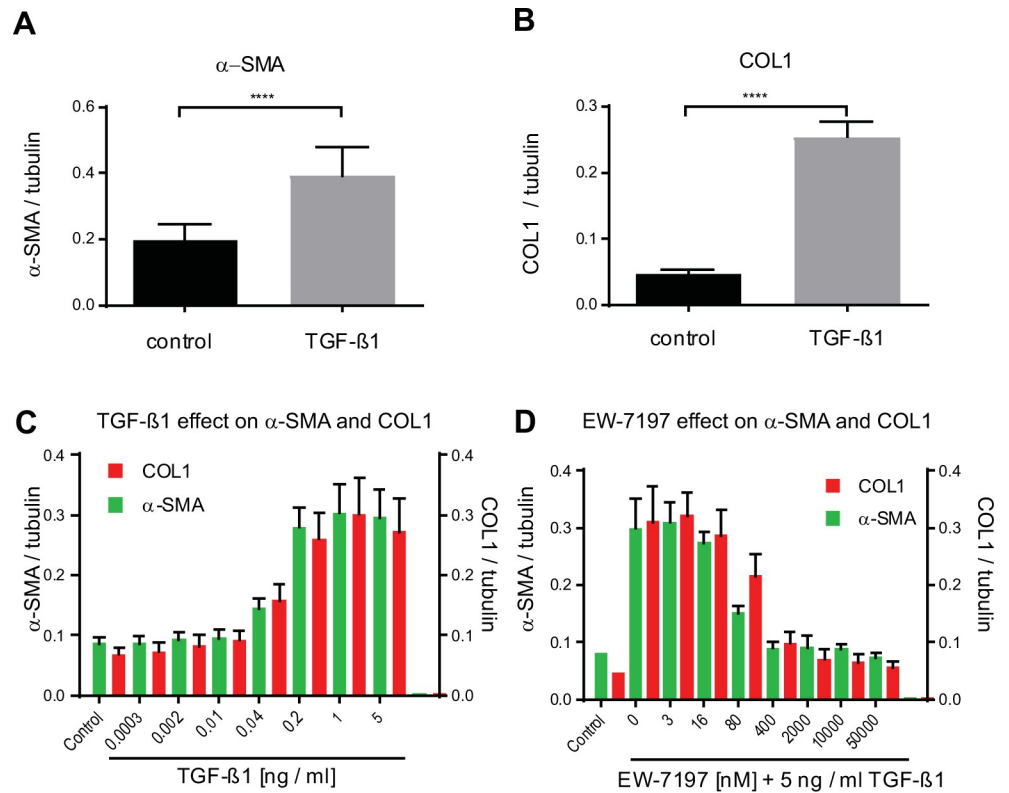 A
α–SMA
α-SMA / tubulin
0.6
0.4
0.2
0.0
****
control
TGF-ß1
B
COL1
COL1 / tubulin
0.3
0.2
0.1
0.0
****
control
TGF-ß1
C
TGF-ß1 effect on α-SMA and COL1
α-SMA / tubulin
0.4
0.3
0.2
0.1
0.0
COL1
α-SMA
0.4
0.3
0.2
0.1
0.0
COL1 / tubulin
Control
0.0003
0.002
0.01
0.04
0.2
1
5
TGF-ß1 [ng / ml]
D
EW-7197 effect on α-SMA and COL1
α-SMA / tubulin
0.4
0.3
0.2
0.1
0.0
COL1
α-SMA
0.4
0.3
0.2
0.1
0.0
COL1 / tubulin
Control
0
3
16
80
400
2000
10000
50000
EW-7197 [nM] + 5 ng / ml TGF-ß1